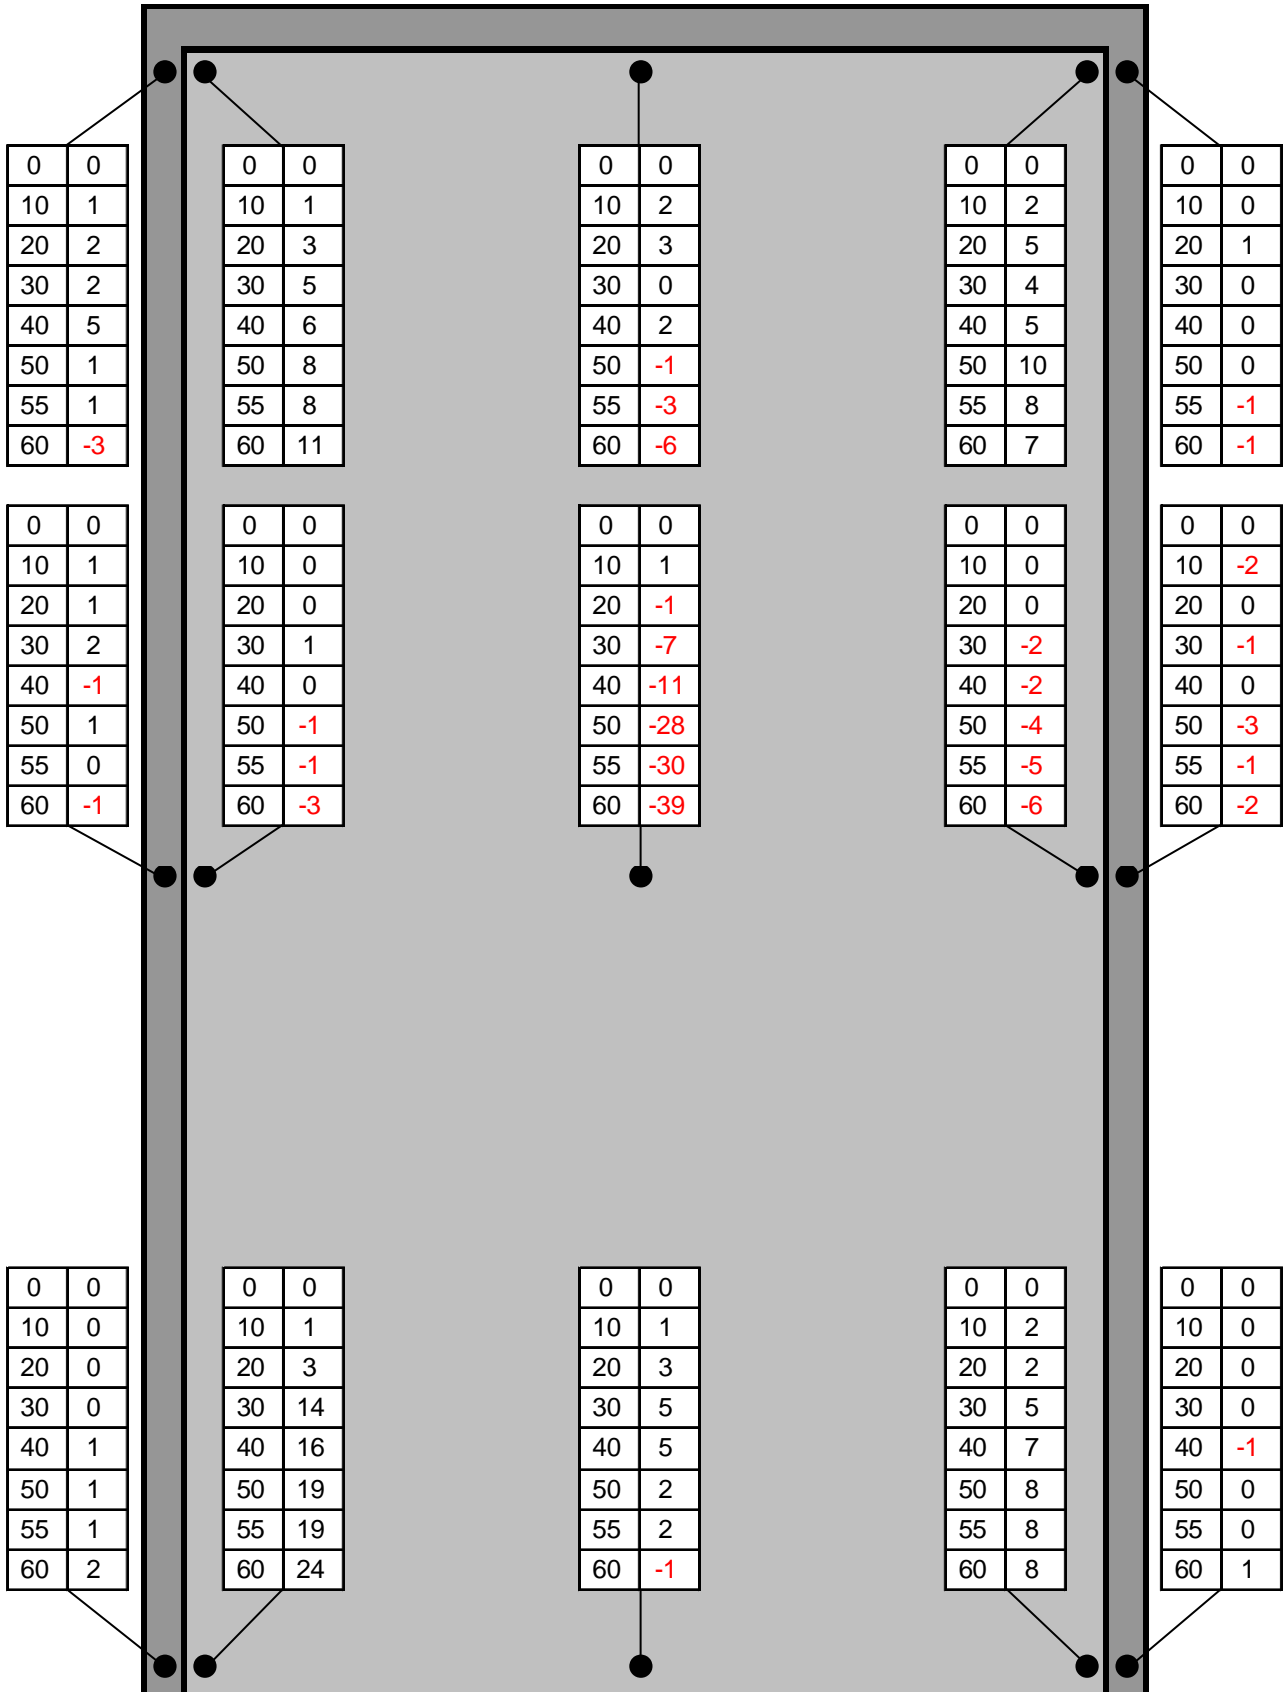 0 0 0 0 0 0 0 0 0 0
10 1 10 1 10 2 10 2 10 0
20 2 20 3 20 3 20 5 20 1
30 2 30 5 30 0 30 4 30 0
40 5 40 6 40 2 40 5 40 0
50 1 50 8 50 -1 50 10 50 0
55 1 55 8 55 -3 55 8 55 -1
60 -3 60 11 60 -6 60 7 60 -1
0 0 0 0 0 0 0 0 0 0
10 1 10 0 10 1 10 0 10 -2
20 1 20 0 20 -1 20 0 20 0
30 2 30 1 30 -7 30 -2 30 -1
40 -1 40 0 40 -11 40 -2 40 0
50 1 50 -1 50 -28 50 -4 50 -3
55 0 55 -1 55 -30 55 -5 55 -1
60 -1 60 -3 60 -39 60 -6 60 -2
0 0 0 0 0 0 0 0 0 0
10 0 10 1 10 1 10 2 10 0
20 0 20 3 20 3 20 2 20 0
30 0 30 14 30 5 30 5 30 0
40 1 40 16 40 5 40 7 40 -1
50 1 50 19 50 2 50 8 50 0
55 1 55 19 55 2 55 8 55 0
60 2 60 24 60 -1 60 8 60 1